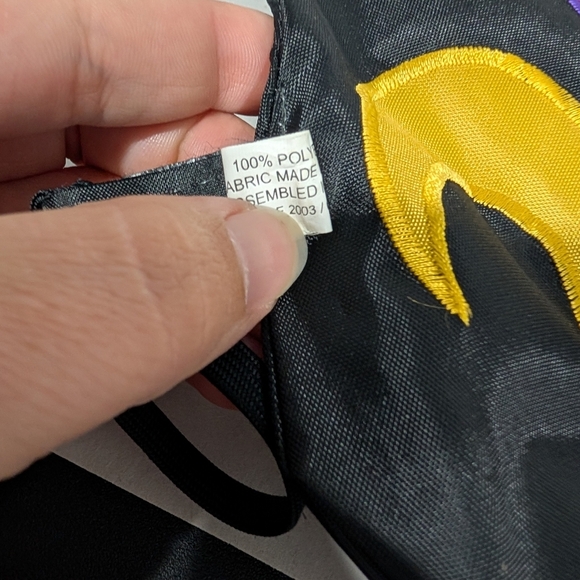 100% POLY
ABRIC MADE
SEMBLED
2003 /